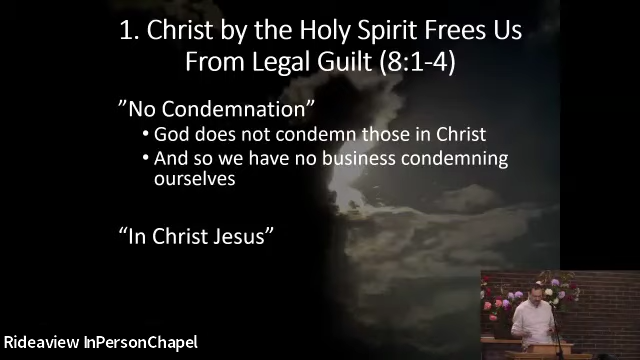 1. Christ by the Holy Spirit Frees Us
From Legal Guilt (8:1-4)
”No Condemnation”
• God does not condemn those in Christ
• And so we have no business condemning
ourselves
“In Christ Jesus”
Rideaview InPersonChapel